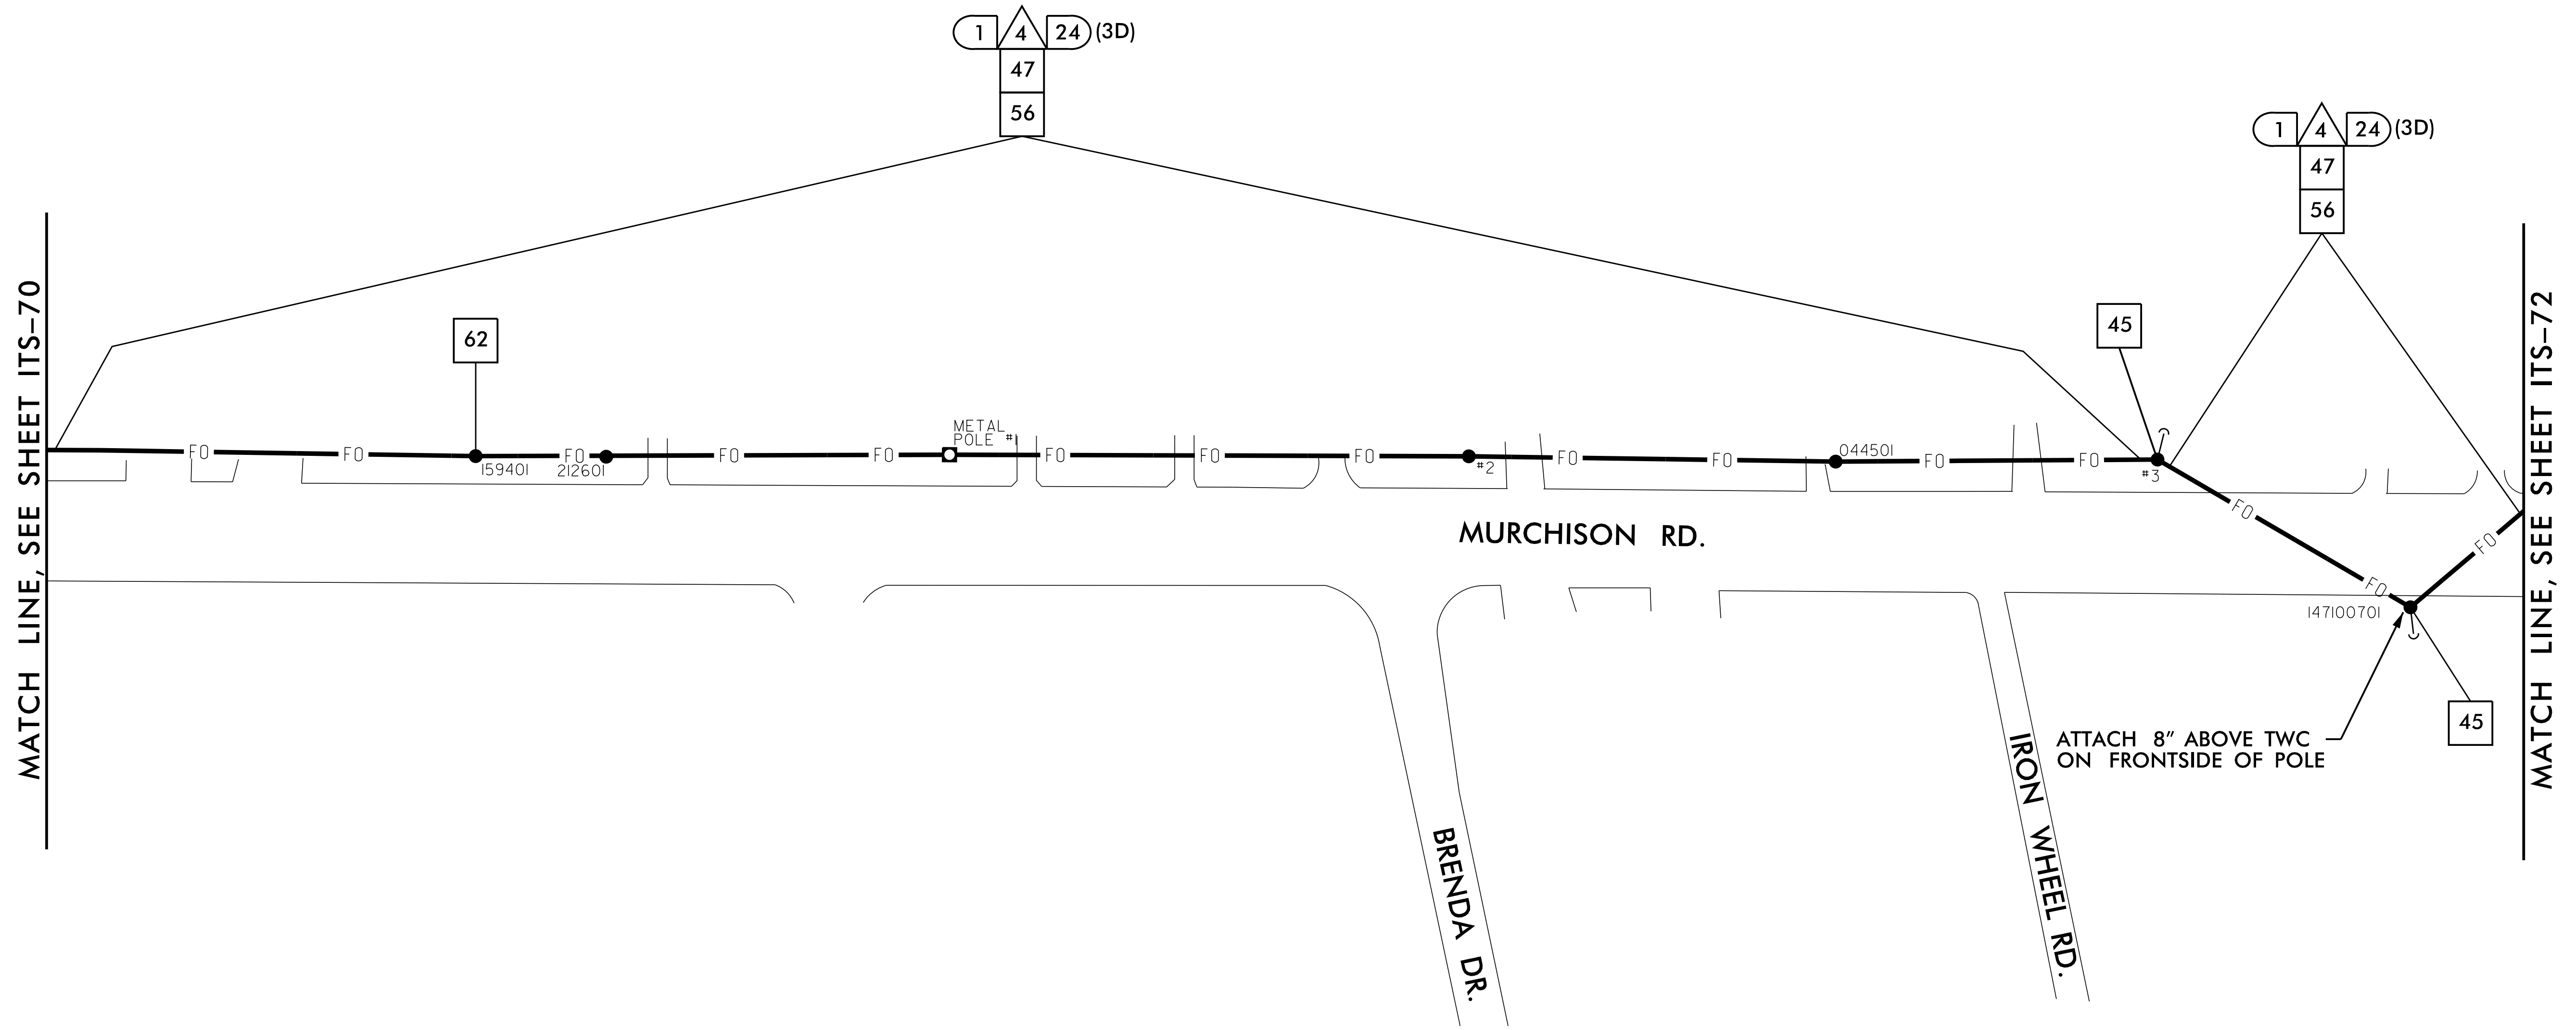 1 4 24 (3D)
47
56
1 4 24 (3D)
47
56
MATCH LINE, SEE SHEET ITS-70
62
45
MATCH LINE, SEE SHEET ITS-72
METAL
POLE #1
FO FO FO FO FO FO FO FO FO FO FO FO
159401
212601
#2
044501
#3
FO
FO
FO
MURCHISON RD.
147100701
45
ATTACH 8" ABOVE TWC
ON FRONTSIDE OF POLE
BRENDA DR.
IRON WHEEL RD.